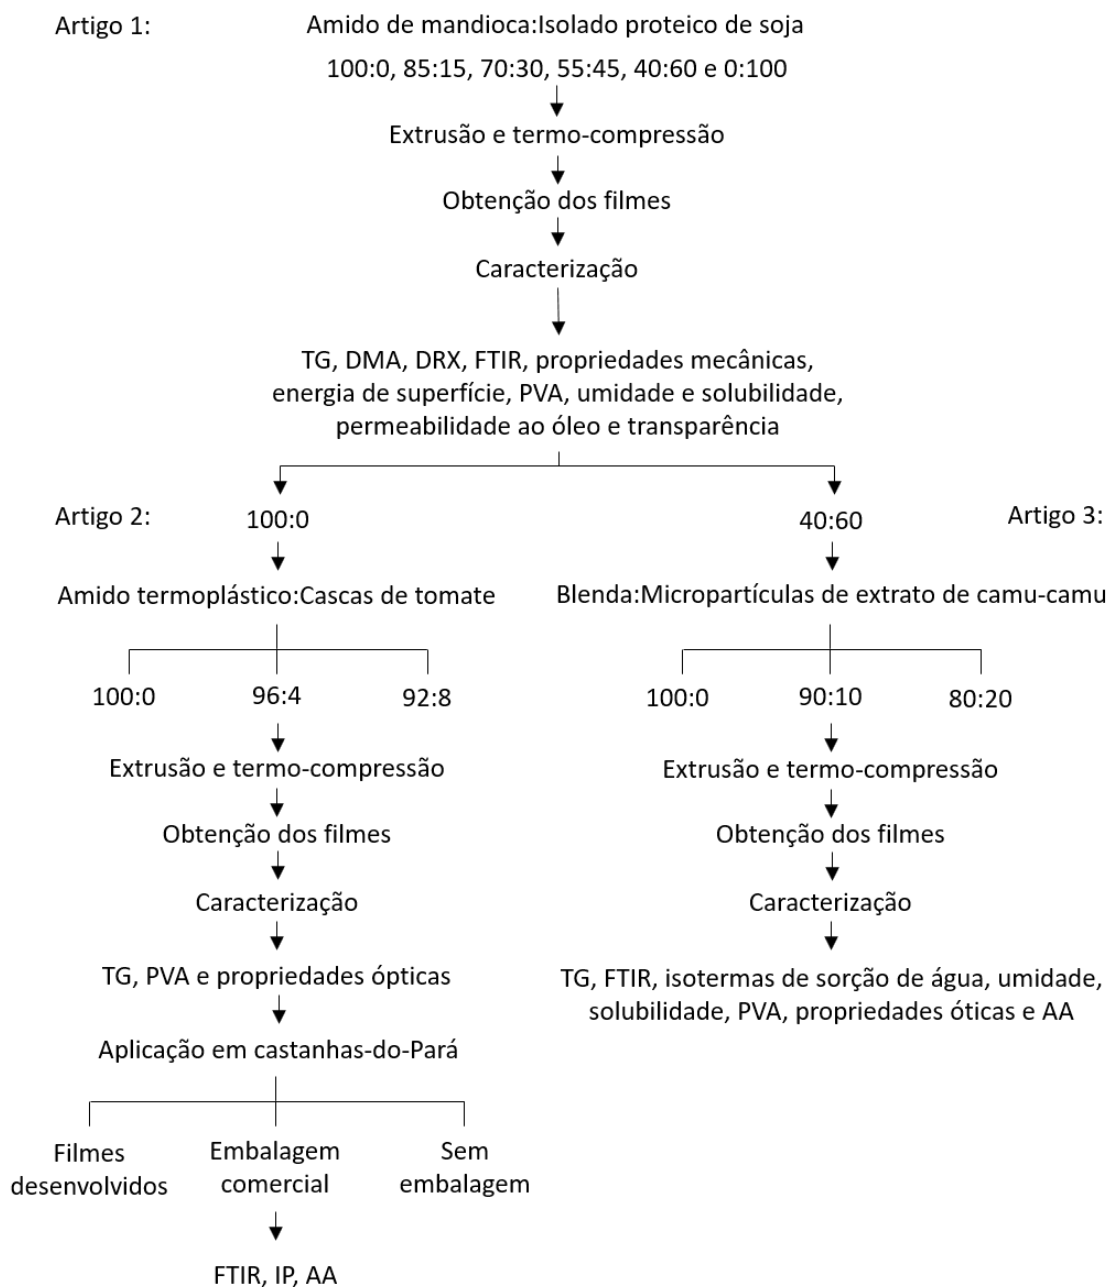 Artigo 1:
Amido de mandioca:Isolado proteico de soja
100:0, 85:15, 70:30, 55:45, 40:60 e 0:100
Extrusão e termo-compressão
Obtenção dos filmes
Caracterização
TG, DMA, DRX, FTIR, propriedades mecânicas,
energia de superfície, PVA, umidade e solubilidade,
permeabilidade ao óleo e transparência
Artigo 2:
100:0
Amido termoplástico:Cascas de tomate
100:0
96:4
92:8
Extrusão e termo-compressão
Obtenção dos filmes
Caracterização
TG, PVA e propriedades ópticas
Aplicação em castanhas-do-Pará
Filmes
desenvolvidos
Embalagem
comercial
Sem
embalagem
FTIR, IP, AA
40:60
Artigo 3:
Blenda:Micropartículas de extrato de camu-camu
100:0
90:10
80:20
Extrusão e termo-compressão
Obtenção dos filmes
Caracterização
TG, FTIR, isotermas de sorção de água, umidade,
solubilidade, PVA, propriedades óticas e AA